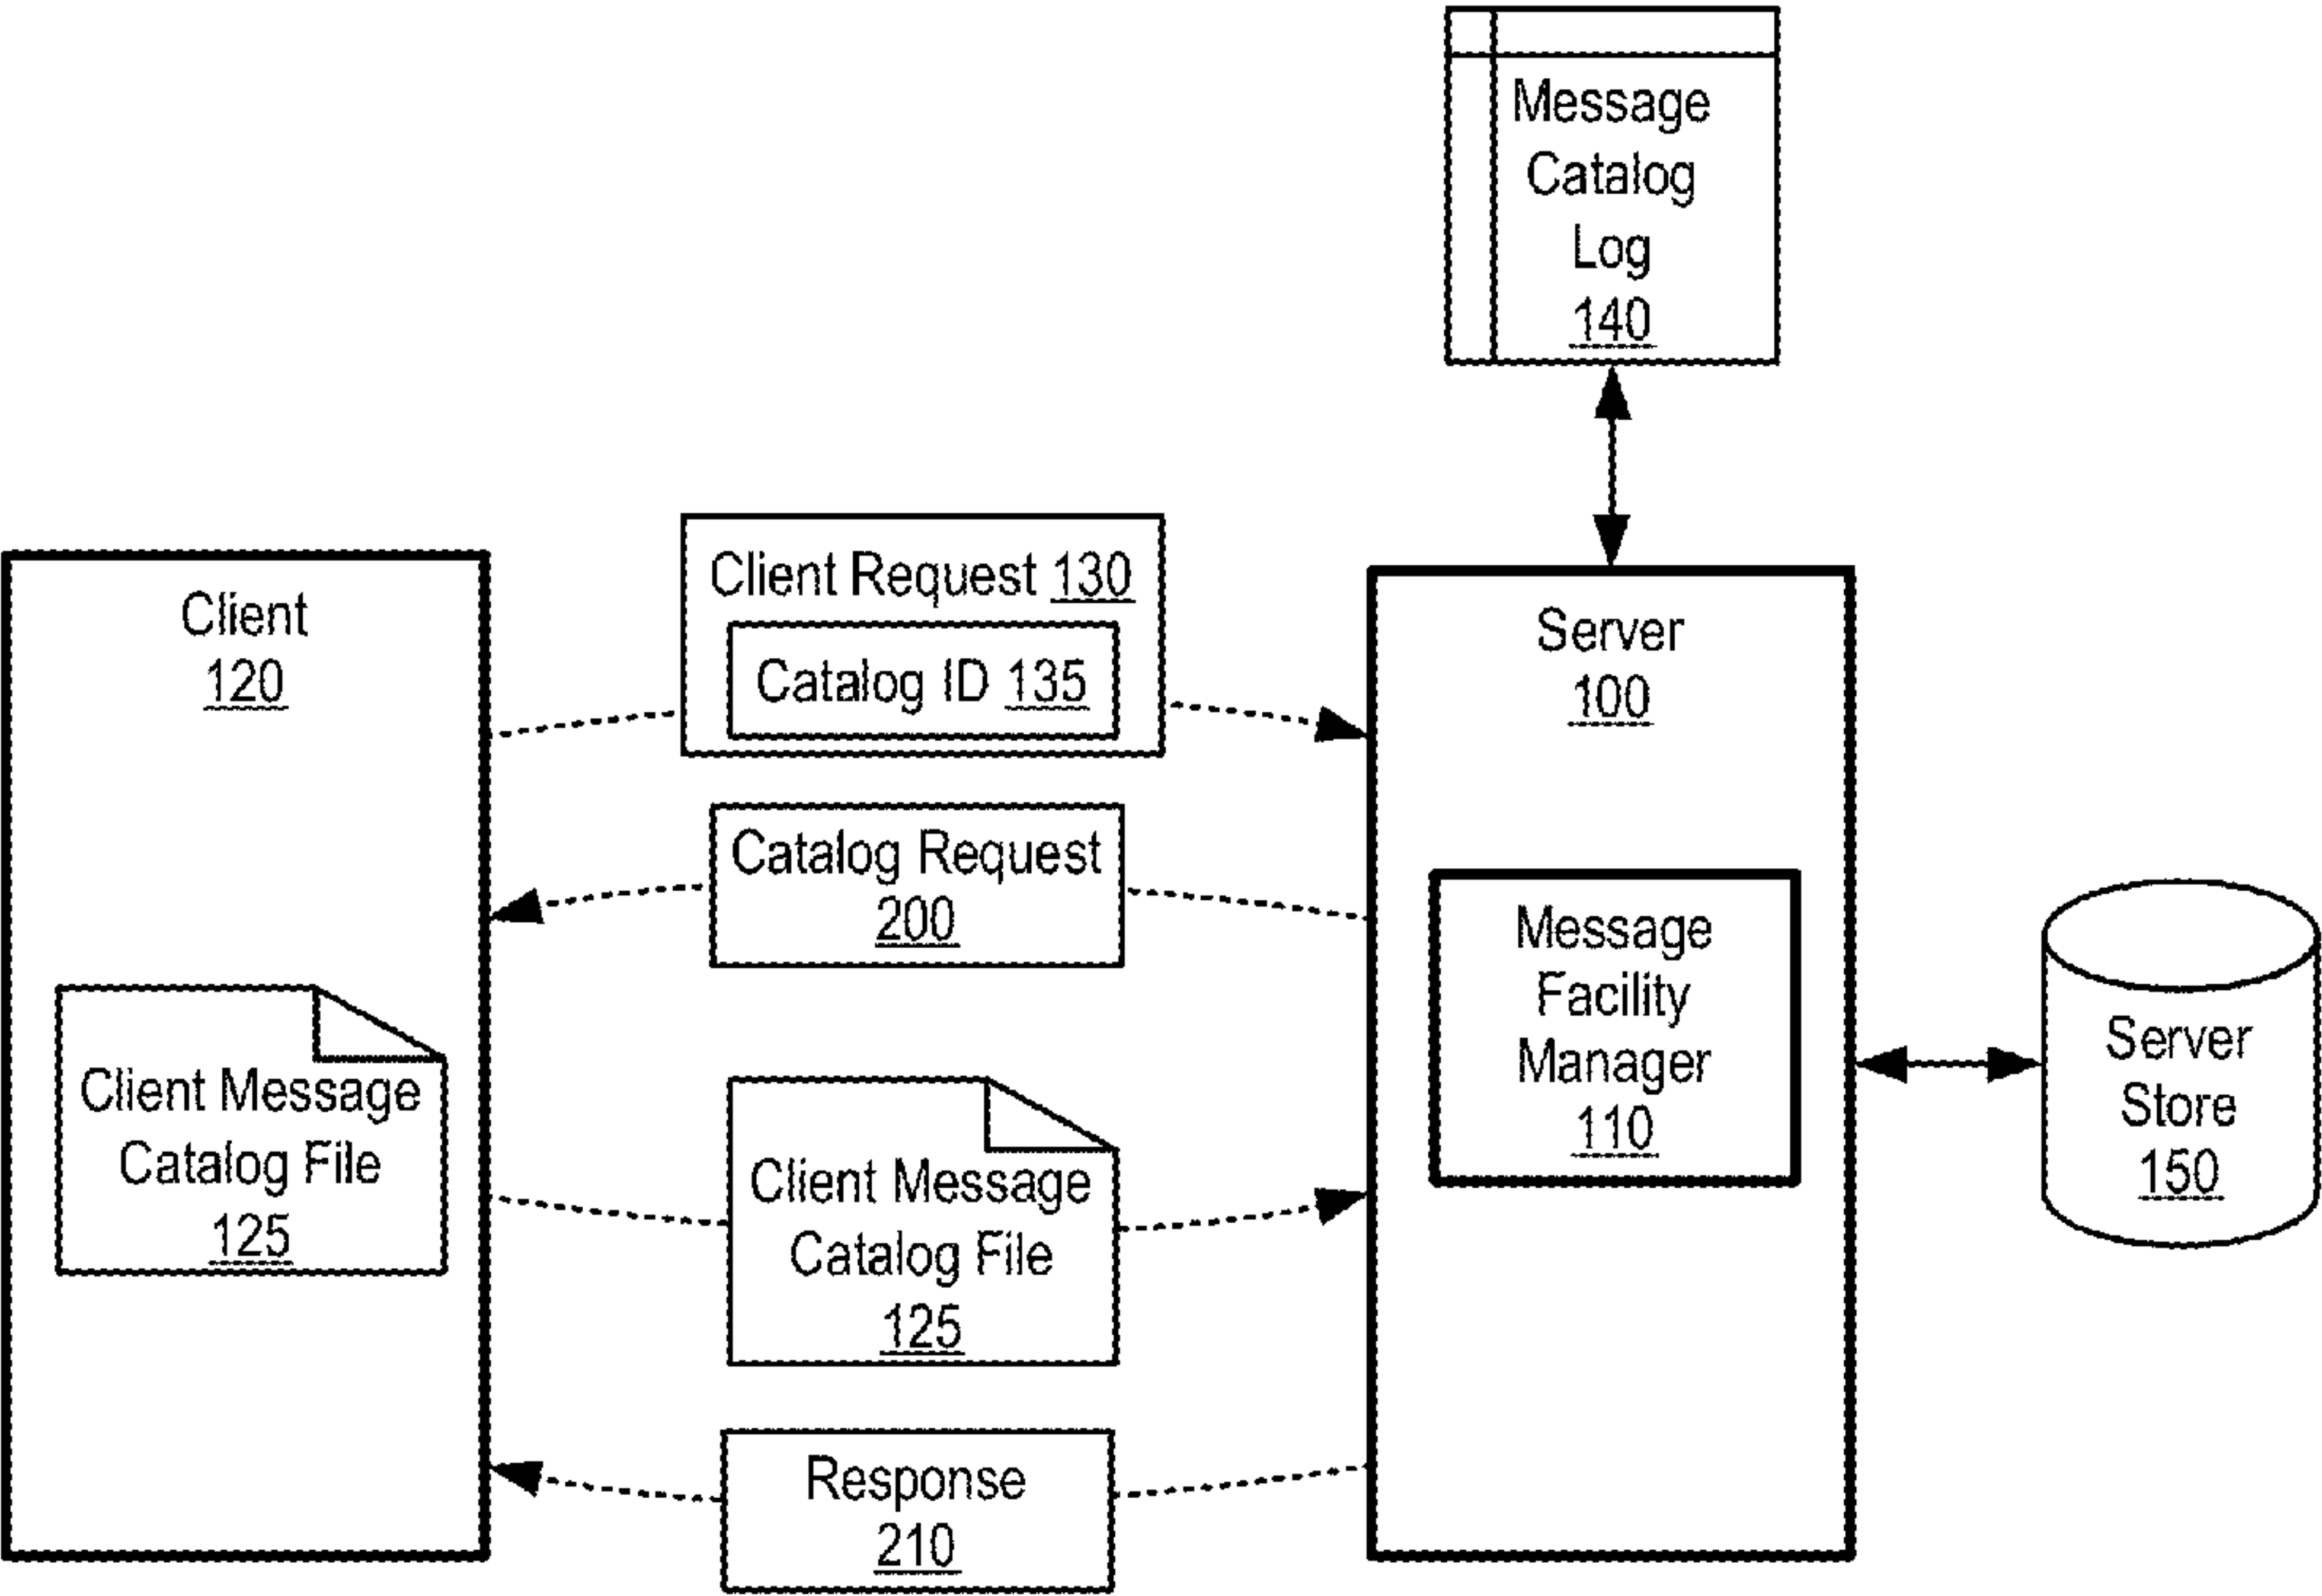 Message
Catalog
Log
140
Client
120
Client Message
Catalog File
125
Client Request 130
Catalog ID 135
Catalog Request
200
Client Message
Catalog File
125
Response
210
Server
100
Message
Facility
Manager
110
Server
Store
150